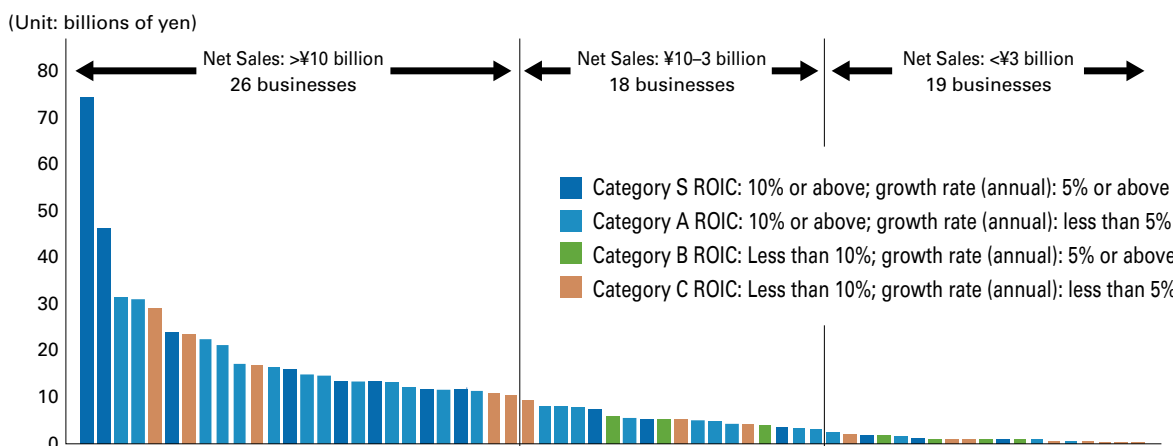 (Unit: billions of yen)
Net Sales: >¥10 billion
26 businesses
Net Sales: ¥10–3 billion
18 businesses
Net Sales: <¥3 billion
19 businesses
80
70
60
50
40
30
20
10
0
Category S ROIC: 10% or above; growth rate (annual): 5% or above
Category A ROIC: 10% or above; growth rate (annual): less than 5%
Category B ROIC: Less than 10%; growth rate (annual): 5% or above
Category C ROIC: Less than 10%; growth rate (annual): less than 5%